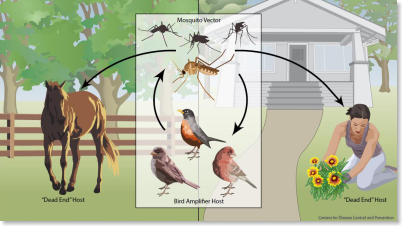 Mosquito Vector
Bird Amplifier Host
"Dead End" Host
"Dead End" Host
Centers for Disease Control and Prevention